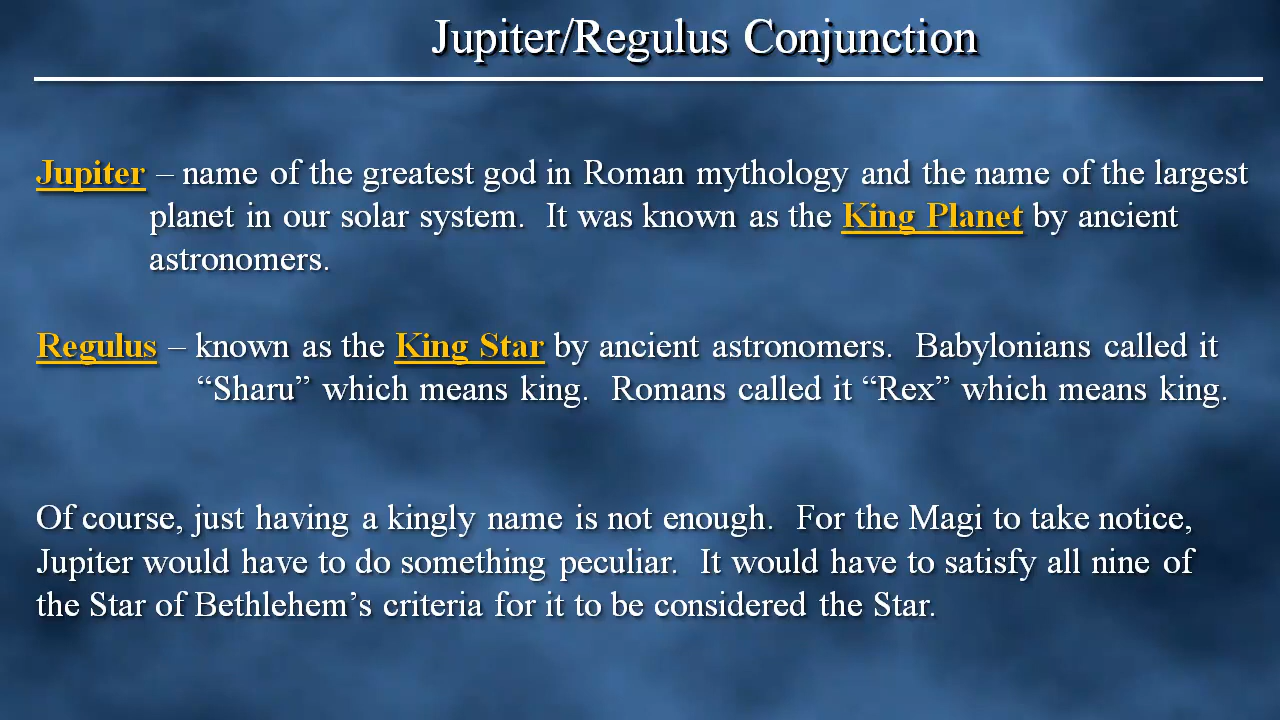 Jupiter/Regulus Conjunction
Jupiter – name of the greatest god in Roman mythology and the name of the largest
planet in our solar system.  It was known as the King Planet by ancient
astronomers.
Regulus – known as the King Star by ancient astronomers.  Babylonians called it
“Sharu” which means king.  Romans called it “Rex” which means king.
Of course, just having a kingly name is not enough.  For the Magi to take notice,
Jupiter would have to do something peculiar.  It would have to satisfy all nine of
the Star of Bethlehem’s criteria for it to be considered the Star.